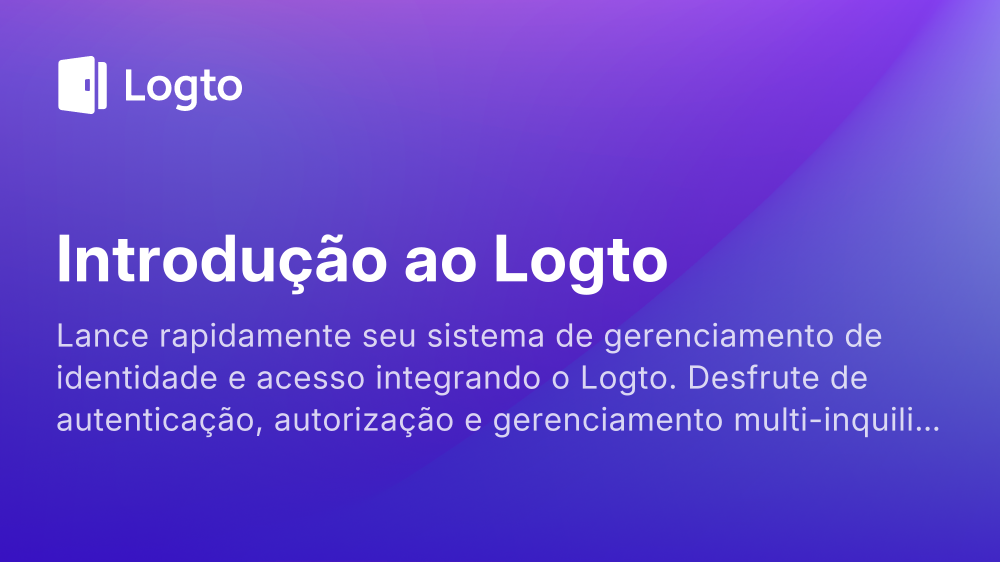 Logto
Introdução ao Logto
Lance rapidamente seu sistema de gerenciamento de
identidade e acesso integrando o Logto. Desfrute de
autenticação, autorização e gerenciamento multi-inquili...